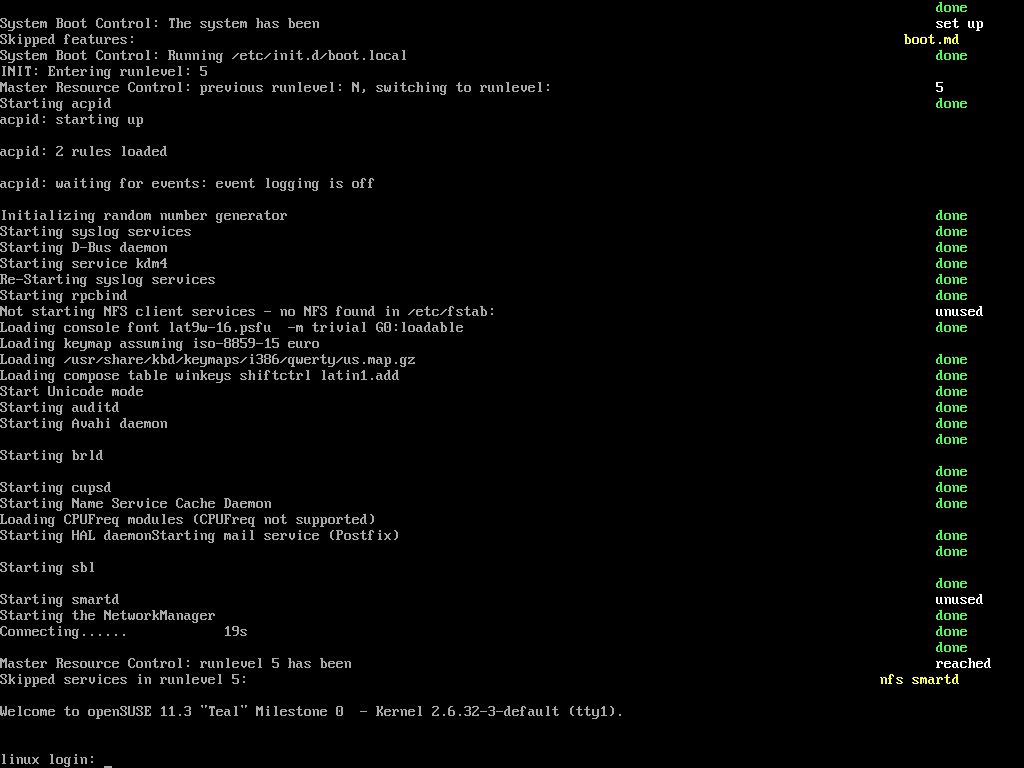 done
System Boot Control: The system has been set up
Skipped features: boot.md
System Boot Control: Running /etc/init.d/boot.local done
INIT: Entering runlevel: 5
Master Resource Control: previous runlevel: N, switching to runlevel: 5
Starting acpid done
acpid: starting up
acpid: 2 rules loaded
acpid: waiting for events: event logging is off
Initializing random number generator done
Starting syslog services done
Starting D-Bus daemon done
Starting service kdm4 done
Re-Starting syslog services done
Starting rpcbind done
Not starting NFS client services - no NFS found in /etc/fstab: unused
Loading console font lat9w-16.psfu  -m trivial G0:loadable done
Loading keymap assuming iso-8859-15 euro
Loading /usr/share/kbd/keymaps/i386/qwerty/us.map.gz done
Loading compose table winkeys shiftctrl latin1.add done
Start Unicode mode done
Starting auditd done
Starting Avahi daemon done
done
Starting brld
done
Starting cupsd done
Starting Name Service Cache Daemon done
Loading CPUFreq modules (CPUFreq not supported)
Starting HAL daemonStarting mail service (Postfix) done
done
Starting sbl
done
Starting smartd unused
Starting the NetworkManager done
Connecting...... 19s done
done
Master Resource Control: runlevel 5 has been reached
Skipped services in runlevel 5: nfs smartd
Welcome to openSUSE 11.3 "Teal" Milestone 0  - Kernel 2.6.32-3-default (tty1).
linux login: _